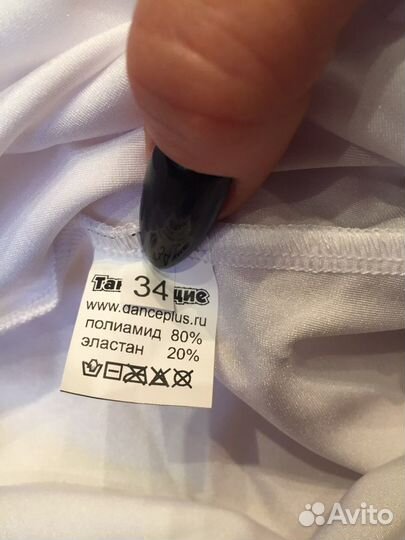 34
www.danceplus.ru
полиамид 80%
эластан 20%
Avito